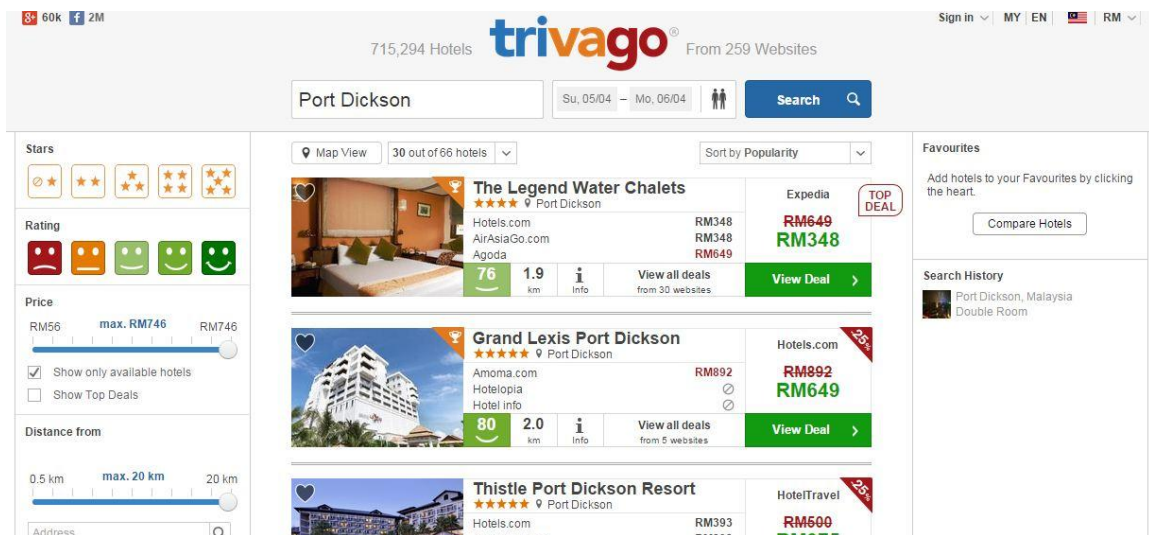 60k 2M
Sign in MY EN RM
715,294 Hotels trivago® From 259 Websites
Port Dickson Su, 05/04 – Mo, 06/04 Search
Stars
Rating
Price
RM56 max. RM746 RM746
Show only available hotels
Show Top Deals
Distance from
0.5 km max. 20 km 20 km
Address
Map View 30 out of 66 hotels Sort by Popularity
The Legend Water Chalets
Port Dickson
Hotels.com RM348
AirAsiaGo.com RM348
Agoda RM649
76 1.9 km i Info View all deals from 30 websites
Expedia
TOP DEAL
RM649
RM348
View Deal
Grand Lexis Port Dickson
Port Dickson
Amoma.com RM892
Hotelopia
Hotel info
80 2.0 km i Info View all deals from 5 websites
Hotels.com
-25%
RM892
RM649
View Deal
Thistle Port Dickson Resort
Port Dickson
Hotels.com RM393
HotelTravel
-25%
RM500
Favourites
Add hotels to your Favourites by clicking
the heart.
Compare Hotels
Search History
Port Dickson, Malaysia
Double Room